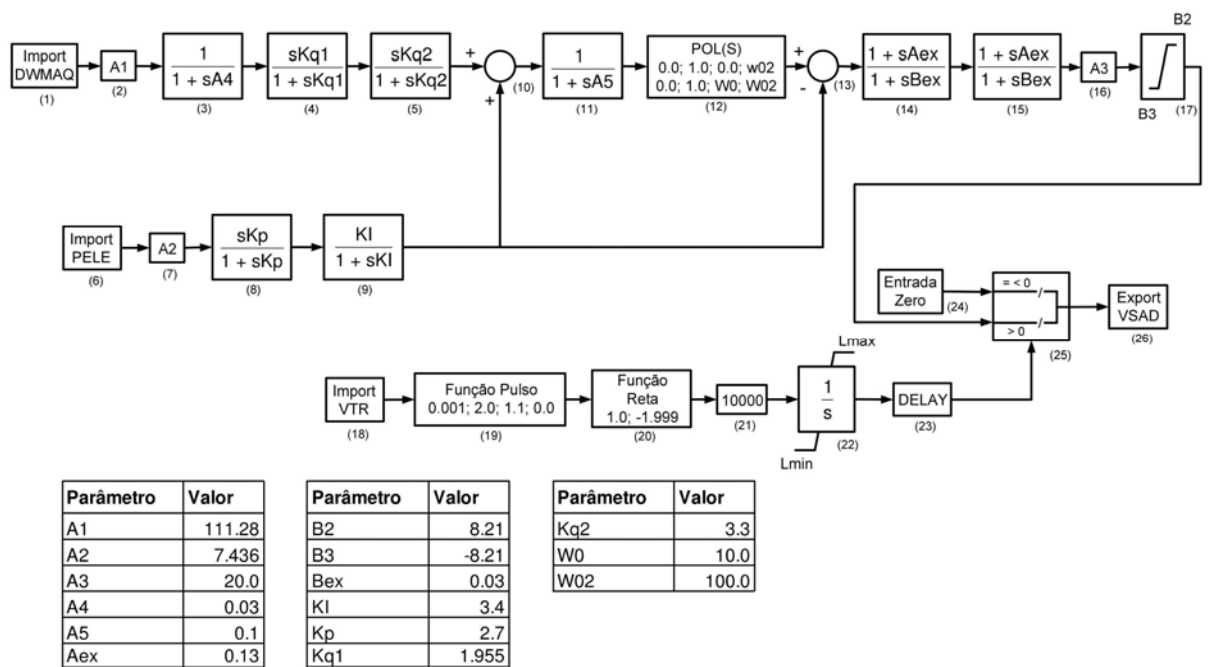 Import
DWMAQ
(1)
A1
(2)
1
1 + sA4
(3)
sKq1
1 + sKq1
(4)
sKq2
1 + sKq2
(5)
+
+
(10)
1
1 + sA5
(11)
POL(S)
0.0; 1.0; 0.0; w02
0.0; 1.0; W0; W02
(12)
+
-
(13)
1 + sAex
1 + sBex
(14)
1 + sAex
1 + sBex
(15)
A3
(16)
B2
B3
(17)
Import
PELE
(6)
A2
(7)
sKp
1 + sKp
(8)
KI
1 + sKI
(9)
Entrada
Zero
(24)
= < 0
/
> 0
/
(25)
Export
VSAD
(26)
Import
VTR
(18)
Função Pulso
0.001; 2.0; 1.1; 0.0
(19)
Função
Reta
1.0; -1.999
(20)
10000
(21)
Lmax
1
s
Lmin
(22)
DELAY
(23)
Parâmetro Valor
A1 111.28
A2 7.436
A3 20.0
A4 0.03
A5 0.1
Aex 0.13
Parâmetro Valor
B2 8.21
B3 -8.21
Bex 0.03
KI 3.4
Kp 2.7
Kq1 1.955
Parâmetro Valor
Kq2 3.3
W0 10.0
W02 100.0